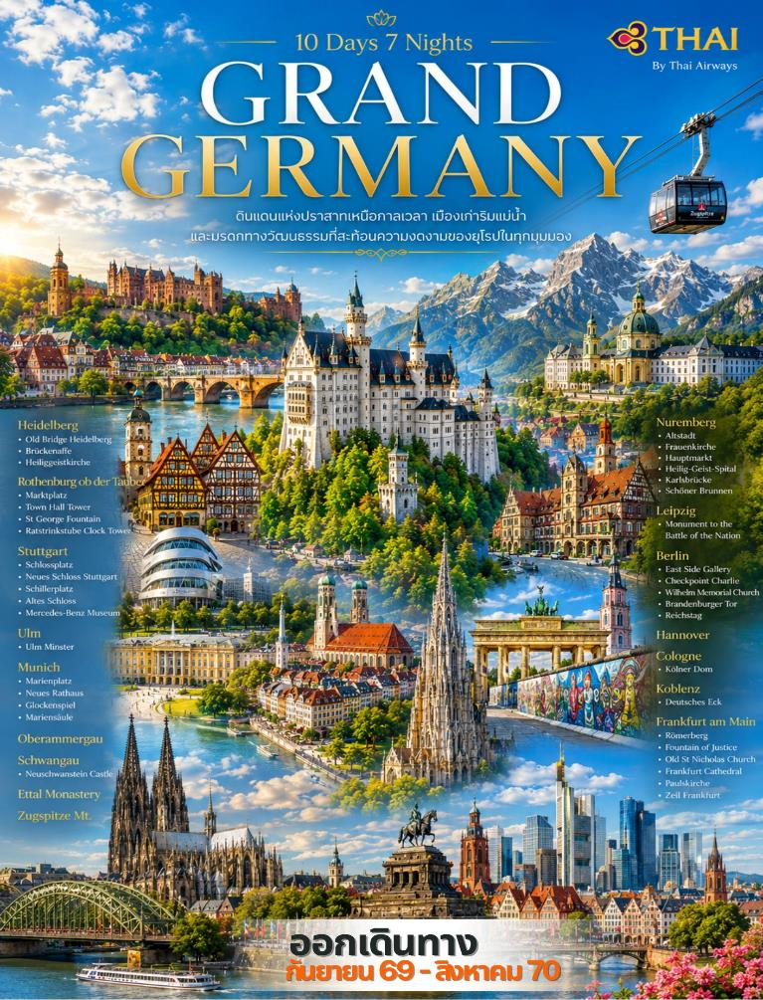 10 Days 7 Nights
GRAND
GERMANY
THAI
By Thai Airways
ดินแดนแห่งปราสาทเหนือกาลเวลา เมืองเก่าริมแม่น้ำ
และมรดกทางวัฒนธรรมที่สะท้อนความงดงามของยุโรปในทุกมุมมอง
Zugspitze
Heidelberg
• Old Bridge Heidelberg
• Brückenaffe
• Heiliggeistkirche
Rothenburg ob der Tauber
• Marktplatz
• Town Hall Tower
• St George Fountain
• Ratstrinkstube Clock Tower
Stuttgart
• Schlossplatz
• Neues Schloss Stuttgart
• Schillerplatz
• Altes Schloss
• Mercedes-Benz Museum
Ulm
• Ulm Minster
Munich
• Marienplatz
• Neues Rathaus
• Glockenspiel
• Mariensäule
Oberammergau
Schwangau
• Neuschwanstein Castle
Ettal Monastery
Zugspitze Mt.
Nuremberg
• Altstadt
• Frauenkirche
• Hauptmarkt
• Heilig-Geist-Spital
• Karlsbrücke
• Schöner Brunnen
Leipzig
• Monument to the
Battle of the Nation
Berlin
• East Side Gallery
• Checkpoint Charlie
• Wilhelm Memorial Church
• Brandenburger Tor
• Reichstag
Hannover
Cologne
• Kölner Dom
Koblenz
• Deutsches Eck
Frankfurt am Main
• Römerberg
• Fountain of Justice
• Old St Nicholas Church
• Frankfurt Cathedral
• Paulskirche
• Zeil Frankfurt
ออกเดินทาง
กันยายน 69 - สิงหาคม 70